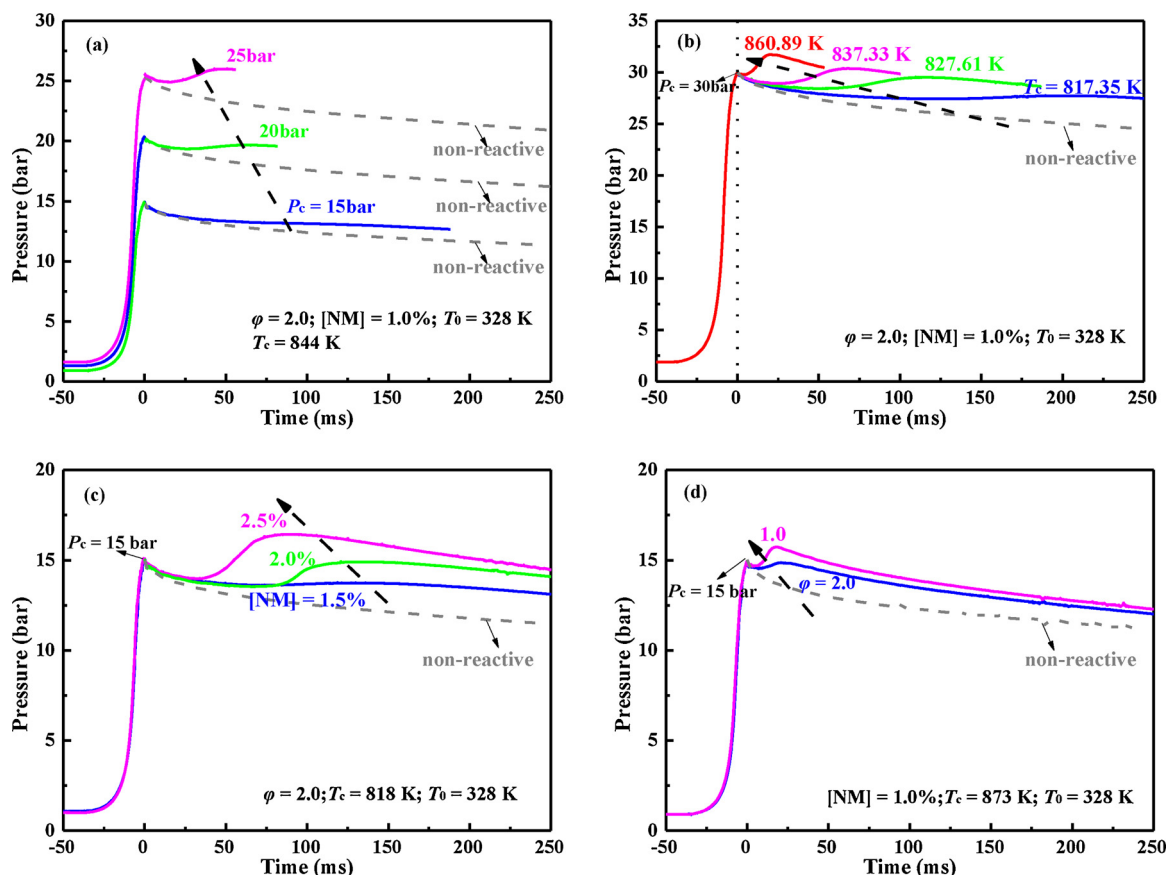 (a)
30
25
20
15
10
5
0
Pressure (bar)
25bar
20bar
Pc = 15bar
non-reactive
non-reactive
non-reactive
φ = 2.0; [NM] = 1.0%; T0 = 328 K
Tc = 844 K
-50 0 50 100 150 200 250
Time (ms)
(b)
35
30
25
20
15
10
5
0
Pressure (bar)
860.89 K
837.33 K
827.61 K
Tc = 817.35 K
Pc = 30bar
non-reactive
φ = 2.0; [NM] = 1.0%; T0 = 328 K
-50 0 50 100 150 200 250
Time (ms)
(c)
20
15
10
5
0
Pressure (bar)
2.5%
Pc = 15 bar
2.0%
[NM] = 1.5%
non-reactive
φ = 2.0;Tc = 818 K; T0 = 328 K
-50 0 50 100 150 200 250
Time (ms)
(d)
20
15
10
5
0
Pressure (bar)
1.0
φ = 2.0
Pc = 15 bar
non-reactive
[NM] = 1.0%;Tc = 873 K; T0 = 328 K
-50 0 50 100 150 200 250
Time (ms)